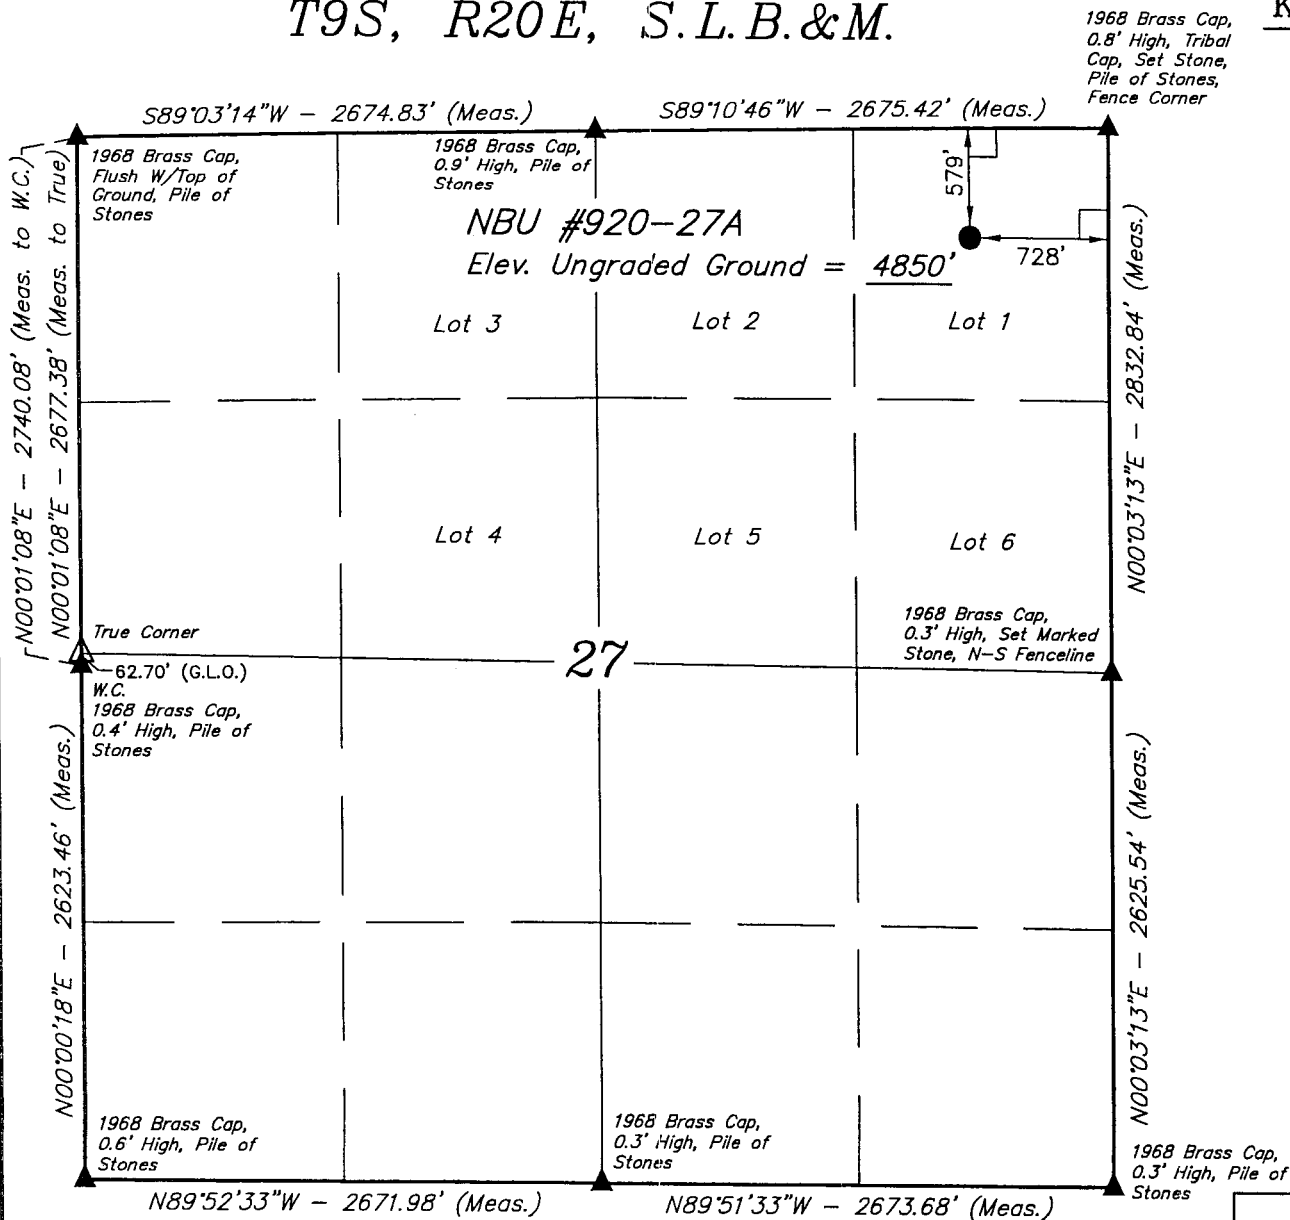 T9S, R20E, S.L.B.&M.
1968 Brass Cap,
0.8' High, Tribal
Cap, Set Stone,
Pile of Stones,
Fence Corner
S89°03'14"W - 2674.83' (Meas.)
S89°10'46"W - 2675.42' (Meas.)
1968 Brass Cap,
Flush W/Top of
Ground, Pile of
Stones
1968 Brass Cap,
0.9' High, Pile of
Stones
579'
728'
NBU #920-27A
Elev. Ungraded Ground = 4850'
N00°01'08"E - 2740.08' (Meas. to W.C.)
N00°01'08"E - 2677.38' (Meas. to True)
N00°03'13"E - 2832.84' (Meas.)
Lot 3
Lot 2
Lot 1
Lot 4
Lot 5
Lot 6
True Corner
62.70' (G.L.O.)
W.C.
1968 Brass Cap,
0.4' High, Pile of
Stones
27
1968 Brass Cap,
0.3' High, Set Marked
Stone, N-S Fenceline
N00°00'18"E - 2623.46' (Meas.)
N00°03'13"E - 2625.54' (Meas.)
1968 Brass Cap,
0.6' High, Pile of
Stones
1968 Brass Cap,
0.3' High, Pile of
Stones
1968 Brass Cap,
0.3' High, Pile of
Stones
N89°52'33"W - 2671.98' (Meas.)
N89°51'33"W - 2673.68' (Meas.)